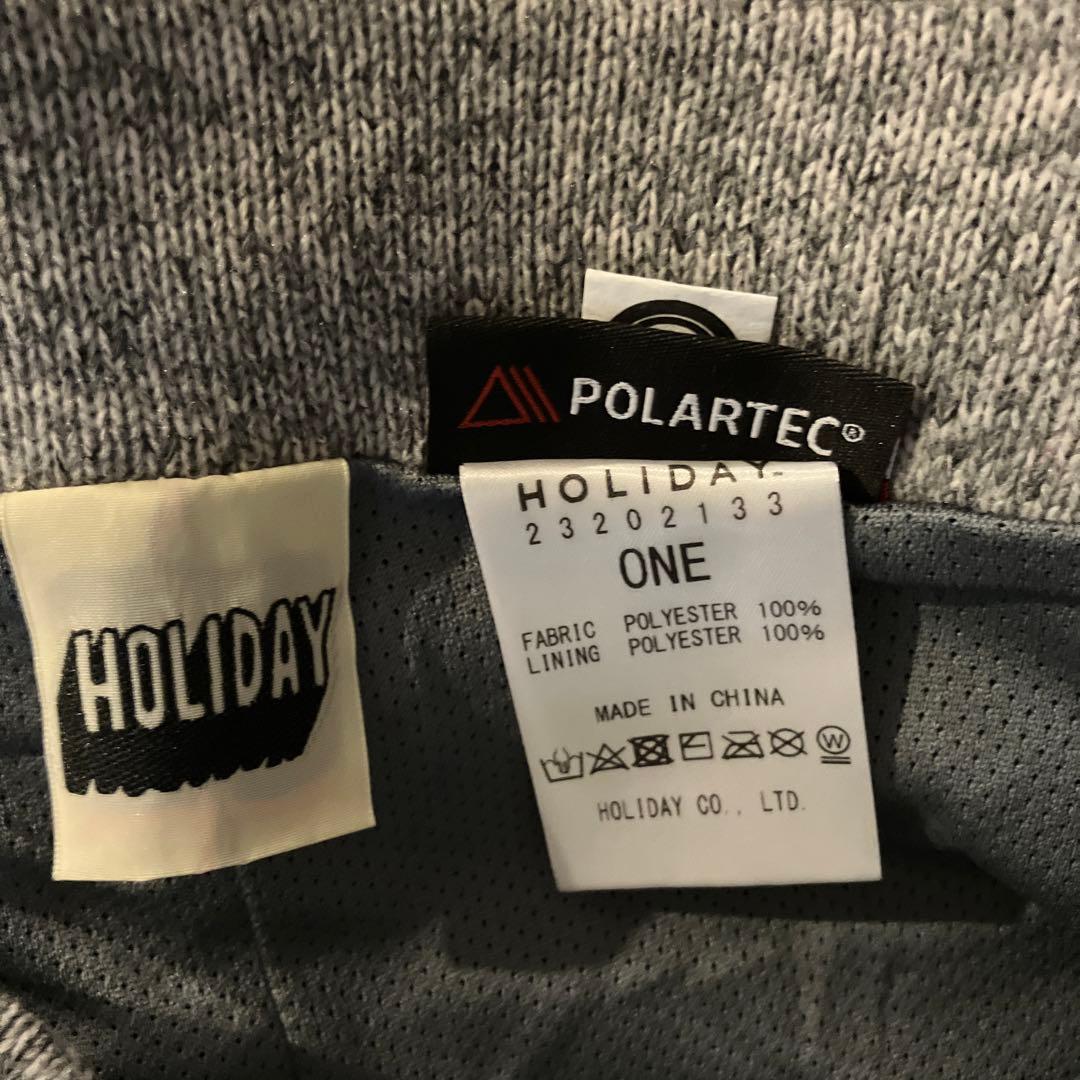 POLARTEC®
HOLIDAY
HOLIDAY
23202133
ONE
FABRIC POLYESTER 100%
LINING POLYESTER 100%
MADE IN CHINA
W
HOLIDAY CO., LTD.